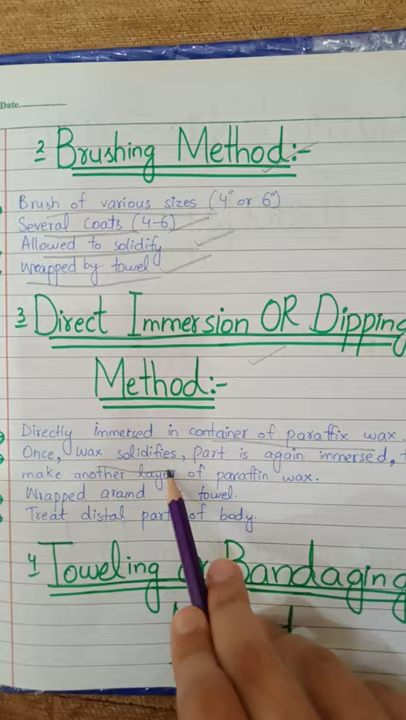 Date.
2 Brushing Method:-
Brush of various sizes (4" or 6")
Several coats (4-6)
Allowed to solidify
Wrapped by towel
3 Direct Immersion OR Dipping
Method:-
Directly immersed in container of paraffix wax.
Once, wax solidifies, part is again immersed,
make another layer of paraffin wax.
Wrapped around towel.
Treat distal part of body.
4 Toweling or Bandaging